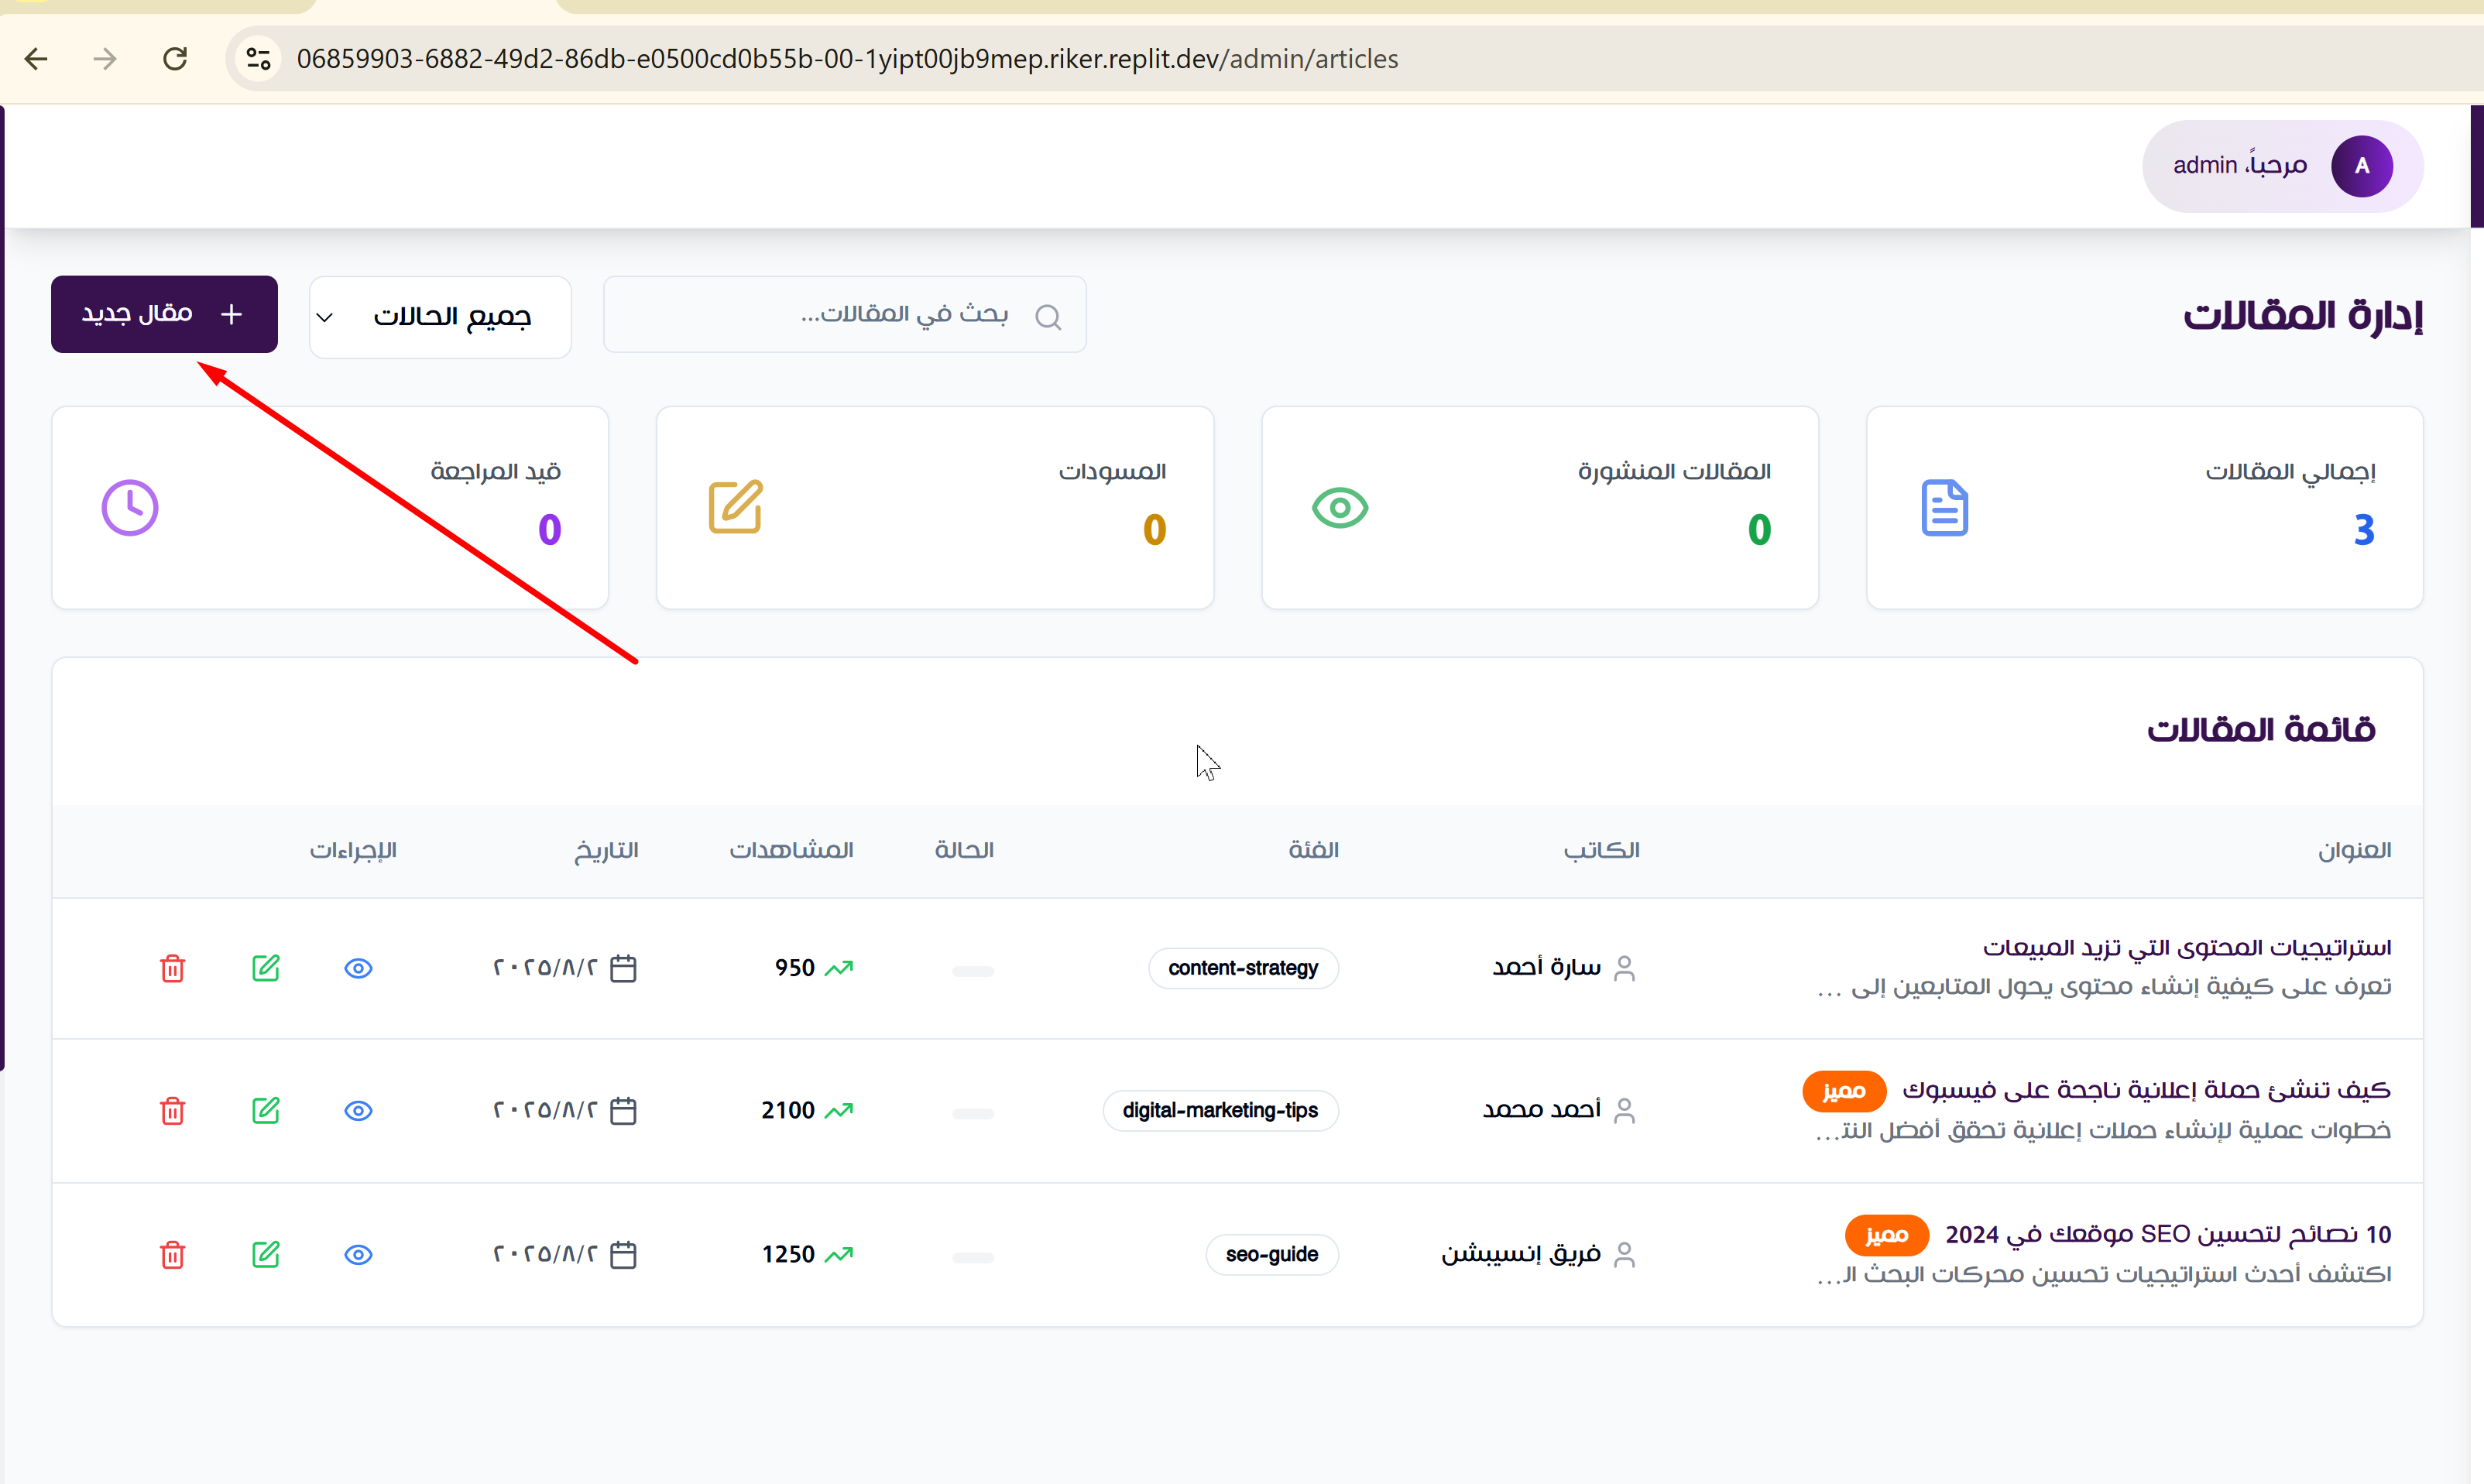 06859903-6882-49d2-86db-e0500cd0b55b-00-1yipt00jb9mep.riker.replit.dev/admin/articles
A
مرحباً، admin
إدارة المقالات
بحث في المقالات...
جميع الحالات
مقال جديد
إجمالي المقالات
3
المقالات المنشورة
0
المسودات
0
قيد المراجعة
0
قائمة المقالات
العنوان الكاتب الفئة الحالة المشاهدات التاريخ الإجراءات
استراتيجيات المحتوى التي تزيد المبيعات
تعرف على كيفية إنشاء محتوى يحول المتابعين إلى ...
سارة أحمد
content-strategy
950
٢٠٢٥/٨/٢
كيف تنشئ حملة إعلانية ناجحة على فيسبوك مميز
خطوات عملية لإنشاء حملات إعلانية تحقق أفضل النتـ...
أحمد محمد
digital-marketing-tips
2100
٢٠٢٥/٨/٢
10 نصائح لتحسين SEO موقعك في 2024 مميز
اكتشف أحدث استراتيجيات تحسين محركات البحث الـ...
فريق إنسيبشن
seo-guide
1250
٢٠٢٥/٨/٢